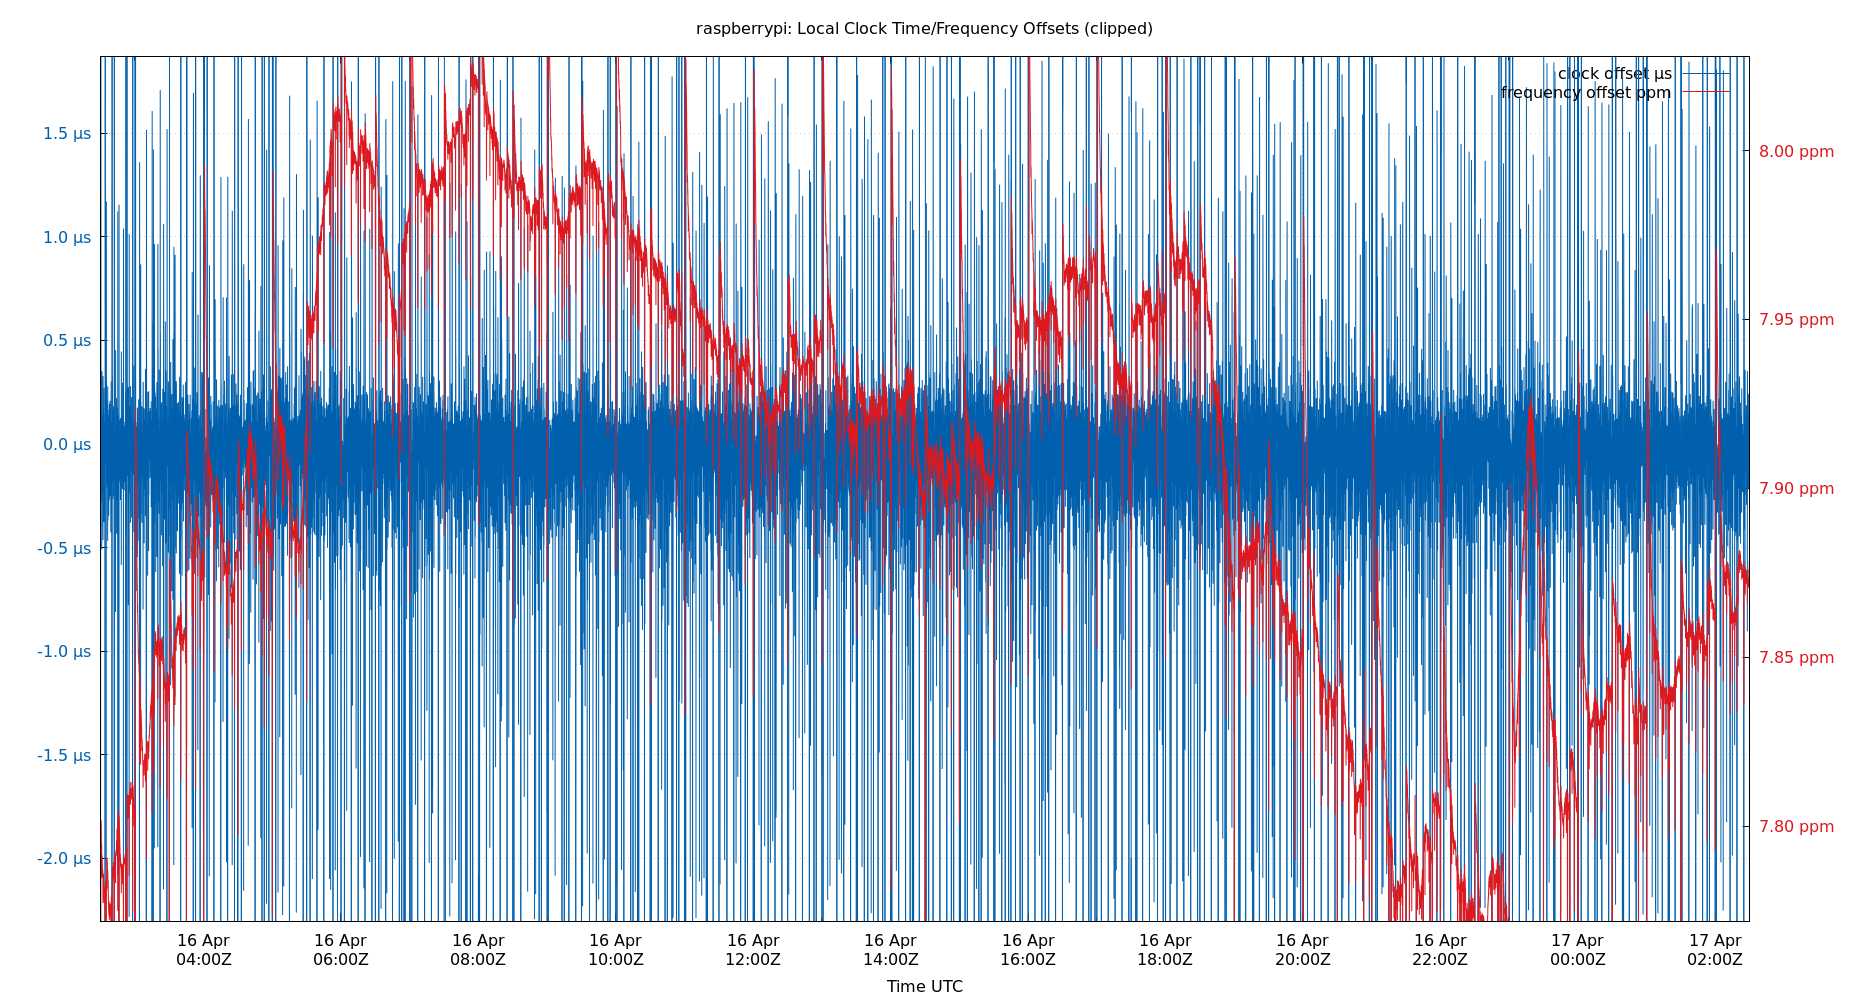 raspberrypi: Local Clock Time/Frequency Offsets (clipped)
clock offset µs
frequency offset ppm
1.5 µs
1.0 µs
0.5 µs
0.0 µs
-0.5 µs
-1.0 µs
-1.5 µs
-2.0 µs
8.00 ppm
7.95 ppm
7.90 ppm
7.85 ppm
7.80 ppm
16 Apr 16 Apr 16 Apr 16 Apr 16 Apr 16 Apr 16 Apr 16 Apr 16 Apr 16 Apr 17 Apr 17 Apr
04:00Z 06:00Z 08:00Z 10:00Z 12:00Z 14:00Z 16:00Z 18:00Z 20:00Z 22:00Z 00:00Z 02:00Z
Time UTC